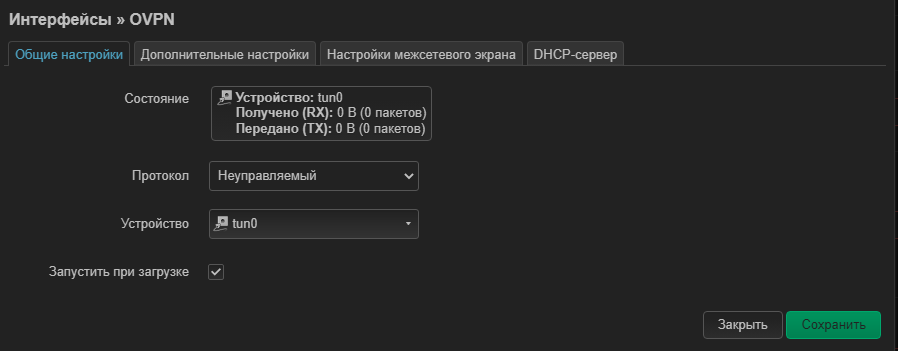 Интерфейсы » OVPN
Общие настройки Дополнительные настройки Настройки межсетевого экрана DHCP-сервер
Состояние Устройство: tun0
Получено (RX): 0 В (0 пакетов)
Передано (TX): 0 В (0 пакетов)
Протокол Неуправляемый
Устройство tun0
Запустить при загрузке
Закрыть Сохранить